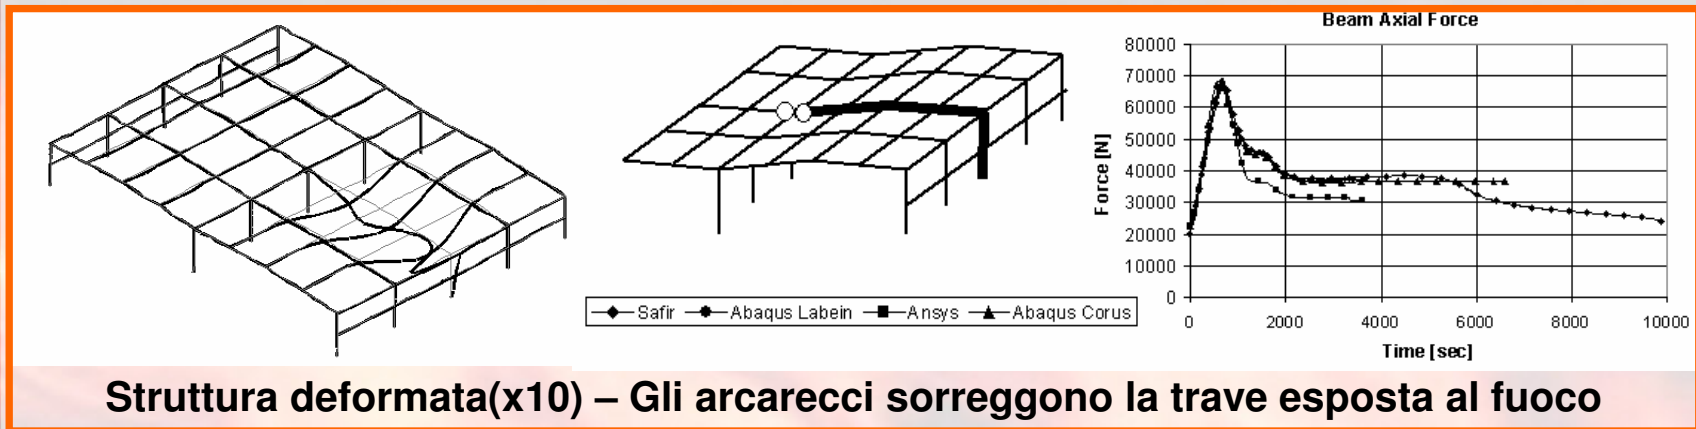 Beam Axial Force
80000
70000
60000
50000
40000
30000
20000
10000
0
Force [N]
0 2000 4000 6000 8000 10000
Time [sec]
Safir Abaqus Labein Ansys Abaqus Corus
Struttura deformata(x10) – Gli arcarecci sorreggono la trave esposta al fuoco